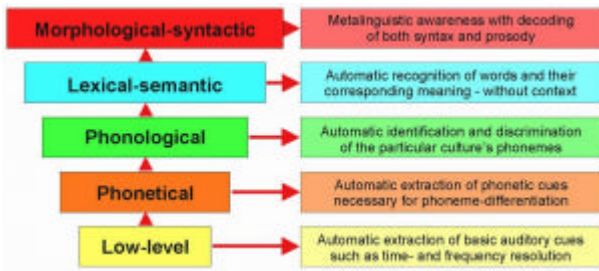 Morphological-syntactic
Metalinguistic awareness with decoding
of both syntax and prosody
Lexical-semantic
Automatic recognition of words and their
corresponding meaning - without context
Phonological
Automatic identification and discrimination
of the particular culture's phonemes
Phonetical
Automatic extraction of phonetic cues
necessary for phoneme-differentiation
Low-level
Automatic extraction of basic auditory cues
such as time- and frequency resolution